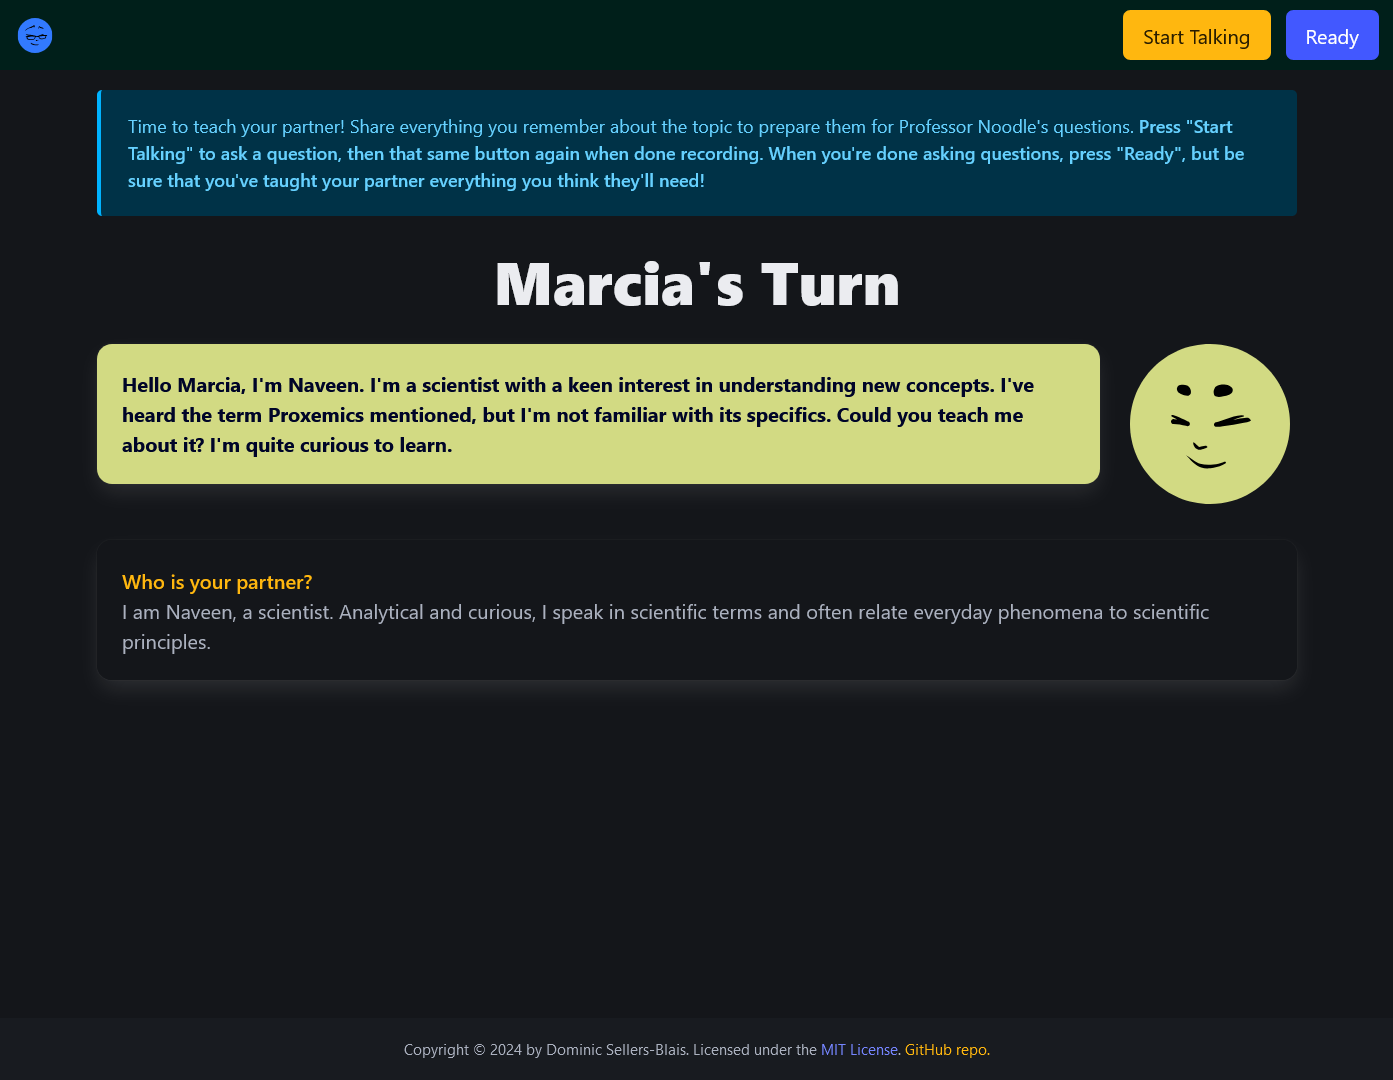 Start Talking
Ready
Time to teach your partner! Share everything you remember about the topic to prepare them for Professor Noodle's questions. Press "Start
Talking" to ask a question, then that same button again when done recording. When you're done asking questions, press "Ready", but be
sure that you've taught your partner everything you think they'll need!
Marcia's Turn
Hello Marcia, I'm Naveen. I'm a scientist with a keen interest in understanding new concepts. I've
heard the term Proxemics mentioned, but I'm not familiar with its specifics. Could you teach me
about it? I'm quite curious to learn.
Who is your partner?
I am Naveen, a scientist. Analytical and curious, I speak in scientific terms and often relate everyday phenomena to scientific
principles.
Copyright © 2024 by Dominic Sellers-Blais. Licensed under the MIT License. GitHub repo.